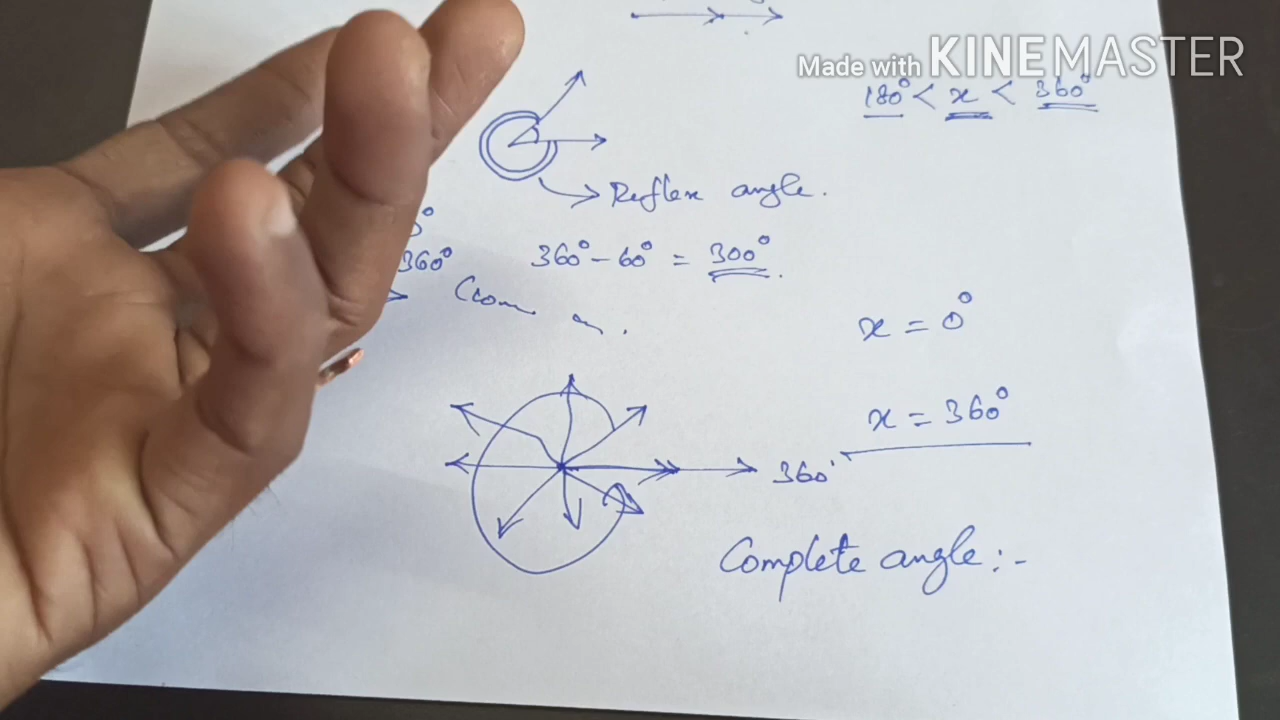 Made with KINEMASTER
180° < x < 360°
Reflex angle.
360°
360° - 60° = 300°.
x = 0°
x = 360°
360°
Complete angle :-